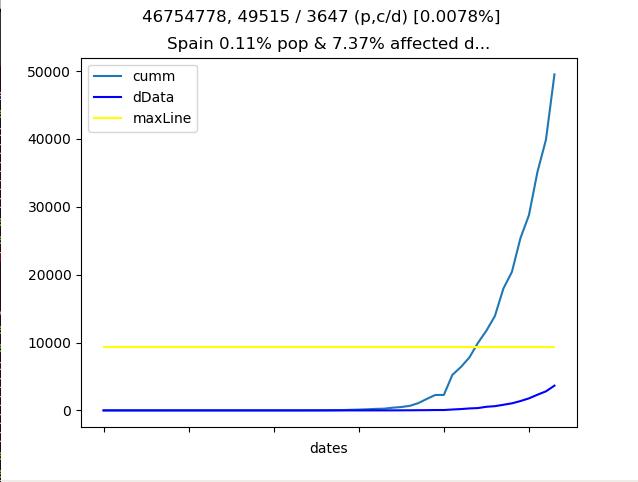 46754778, 49515 / 3647 (p,c/d) [0.0078%]
Spain 0.11% pop & 7.37% affected d...
50000
cumm
dData
maxLine
40000
30000
20000
10000
0
dates